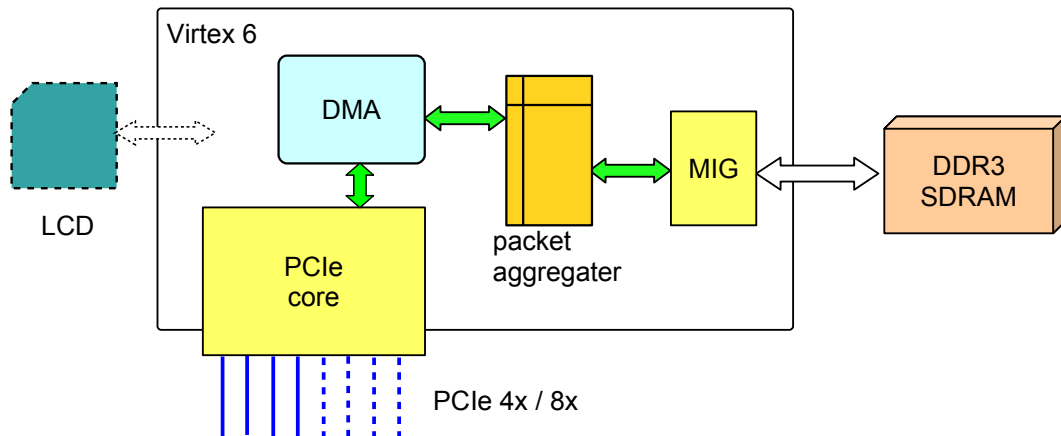 Virtex 6
DMA
LCD
PCIe
core
packet
aggregater
MIG
DDR3
SDRAM
PCIe 4x / 8x